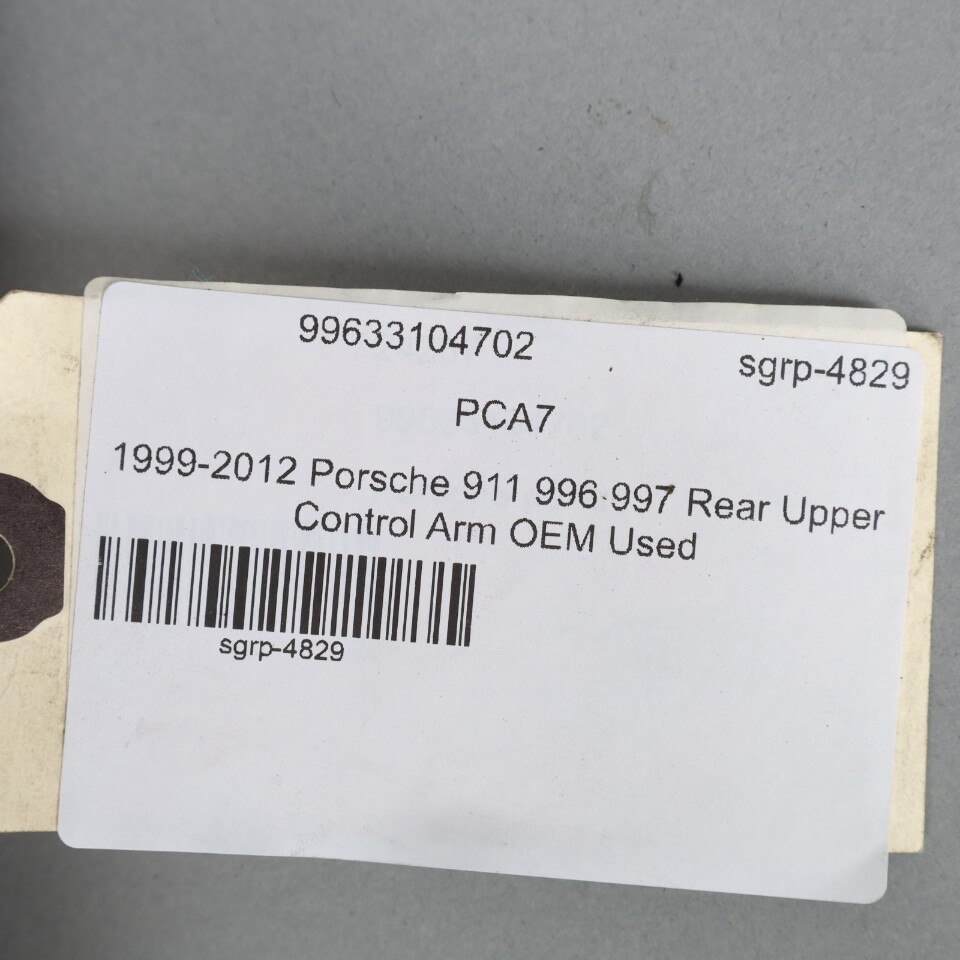 99633104702
sgrp-4829
PCA7
1999-2012 Porsche 911 996 997 Rear Upper
Control Arm OEM Used
sgrp-4829